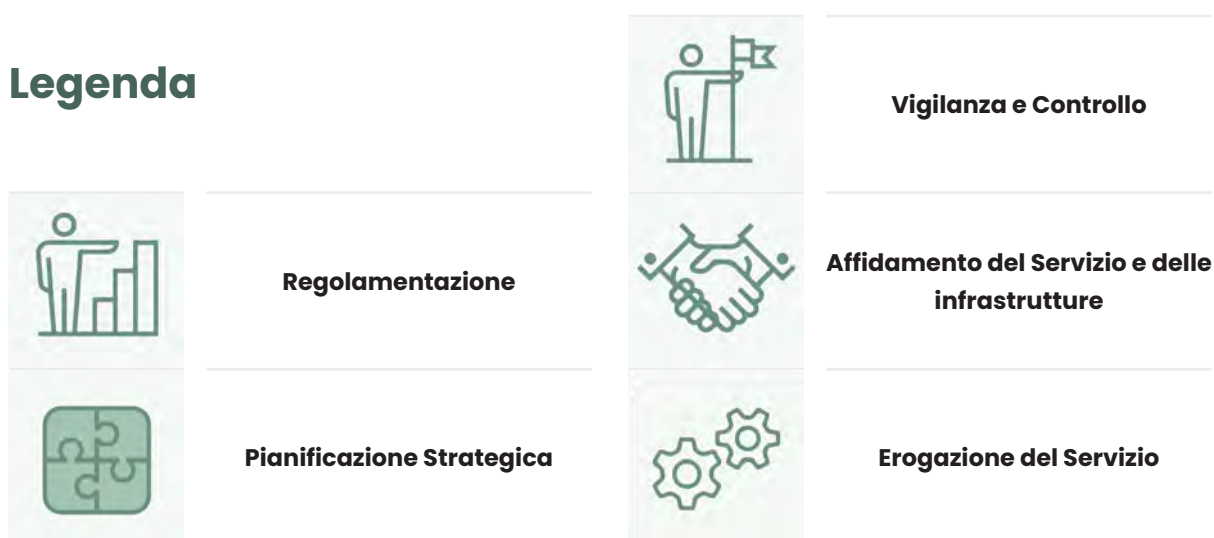 Legenda
Regolamentazione
Pianificazione Strategica
Vigilanza e Controllo
Affidamento del Servizio e delle
infrastrutture
Erogazione del Servizio